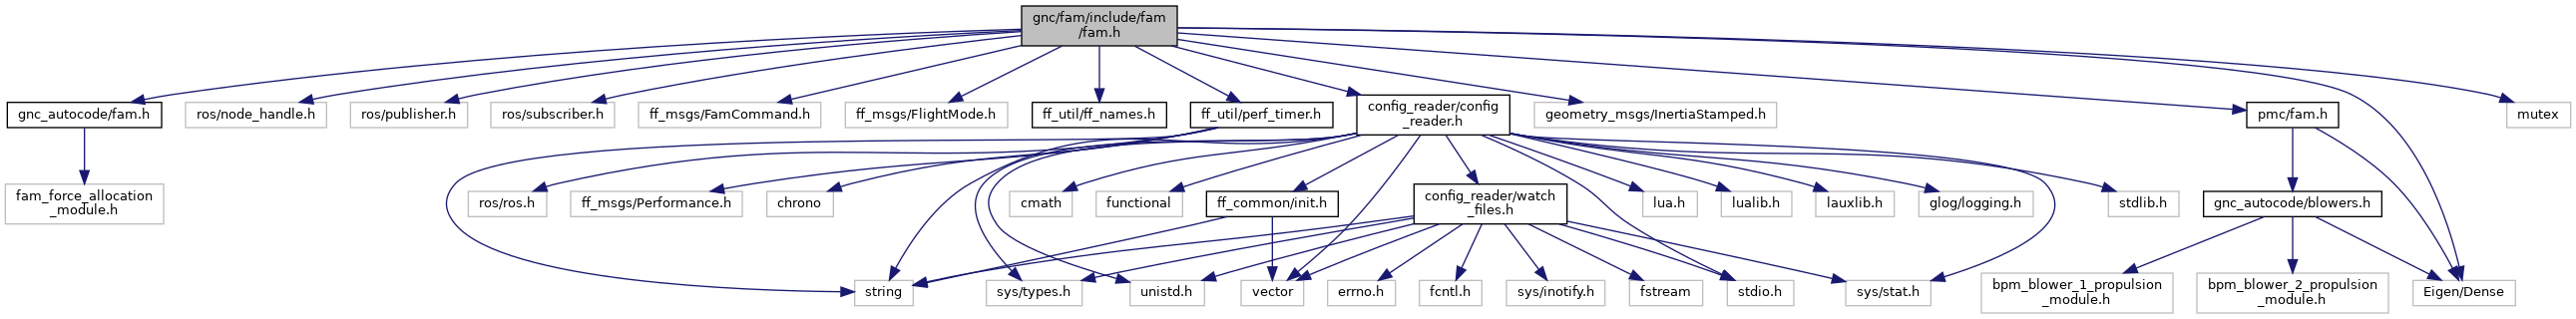 gnc/fam/include/fam
/fam.h
gnc_autocode/fam.h
ros/node_handle.h
ros/publisher.h
ros/subscriber.h
ff_msgs/FamCommand.h
ff_msgs/FlightMode.h
ff_util/ff_names.h
ff_util/perf_timer.h
config_reader/config
_reader.h
geometry_msgs/InertiaStamped.h
pmc/fam.h
mutex
fam_force_allocation
_module.h
ros/ros.h
ff_msgs/Performance.h
chrono
cmath
functional
ff_common/init.h
config_reader/watch
_files.h
lua.h
lualib.h
lauxlib.h
glog/logging.h
stdlib.h
gnc_autocode/blowers.h
string
sys/types.h
unistd.h
vector
errno.h
fcntl.h
sys/inotify.h
fstream
stdio.h
sys/stat.h
bpm_blower_1_propulsion
_module.h
bpm_blower_2_propulsion
_module.h
Eigen/Dense